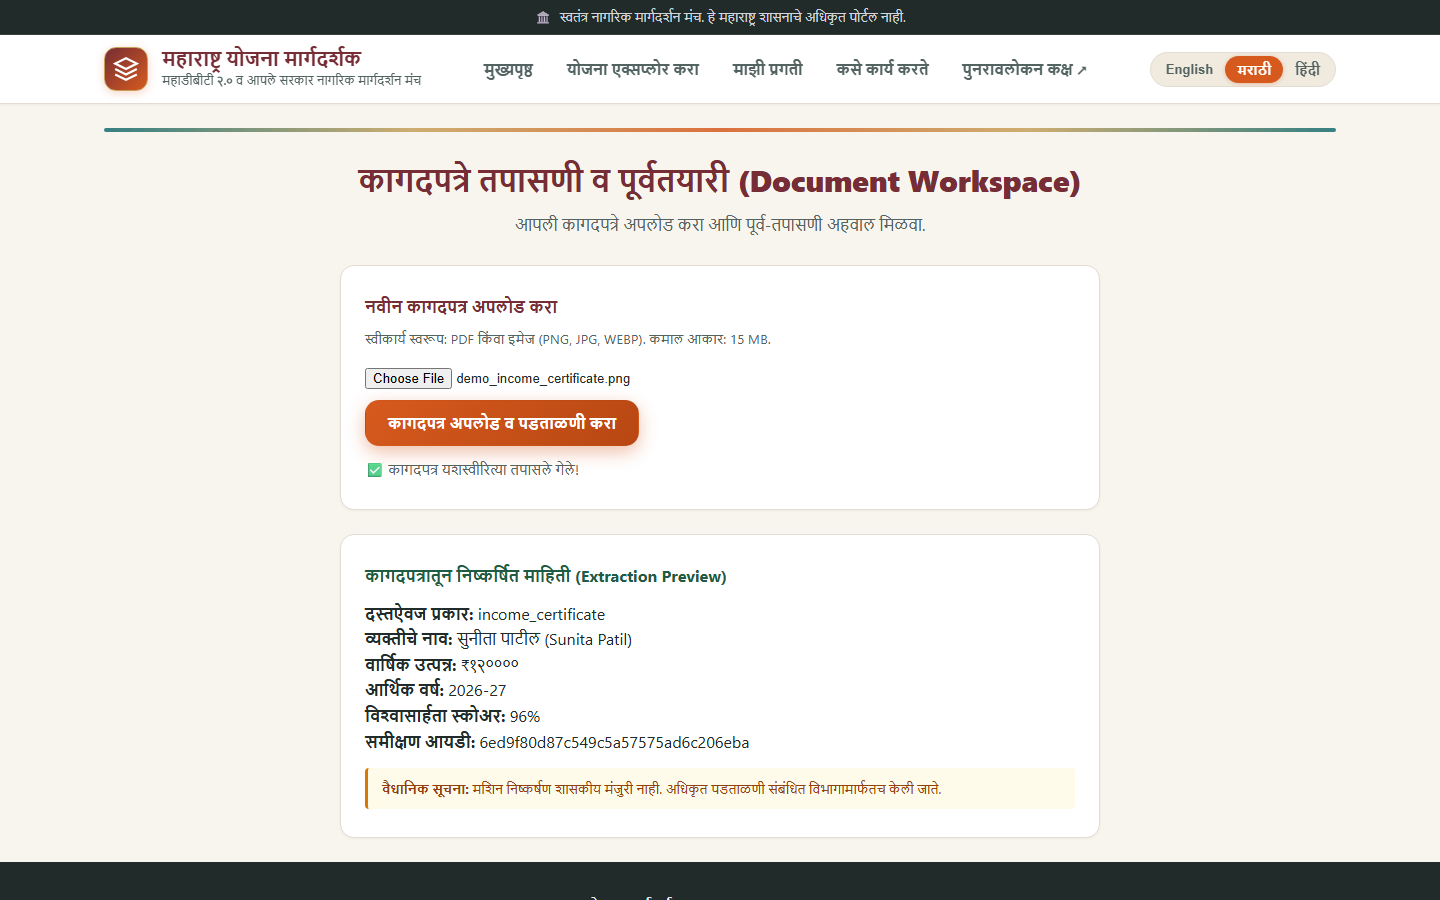 स्वतंत्र नागरिक मार्गदर्शन मंच. हे महाराष्ट्र शासनाचे अधिकृत पोर्टल नाही.
महाराष्ट्र योजना मार्गदर्शक
महाडीबीटी २.० व आपले सरकार नागरिक मार्गदर्शन मंच
मुख्यपृष्ठ
योजना एक्सप्लोर करा
माझी प्रगती
कसे कार्य करते
पुनरावलोकन कक्ष ↗
English
मराठी
हिंदी
कागदपत्रे तपासणी व पूर्वतयारी (Document Workspace)
आपली कागदपत्रे अपलोड करा आणि पूर्व-तपासणी अहवाल मिळवा.
नवीन कागदपत्र अपलोड करा
स्वीकार्य स्वरूप: PDF किंवा इमेज (PNG, JPG, WEBP). कमाल आकार: 15 MB.
Choose File demo_income_certificate.png
कागदपत्र अपलोड व पडताळणी करा
✅ कागदपत्र यशस्वीरित्या तपासले गेले!
कागदपत्रातून निष्कर्षित माहिती (Extraction Preview)
दस्तऐवज प्रकार: income_certificate
व्यक्तीचे नाव: सुनीता पाटील (Sunita Patil)
वार्षिक उत्पन्न: ₹१२००००
आर्थिक वर्ष: 2026-27
विश्वासार्हता स्कोअर: 96%
समीक्षण आयडी: 6ed9f80d87c549c5a57575ad6c206eba
वैधानिक सूचना: मशिन निष्कर्षण शासकीय मंजुरी नाही. अधिकृत पडताळणी संबंधित विभागामार्फतच केली जाते.